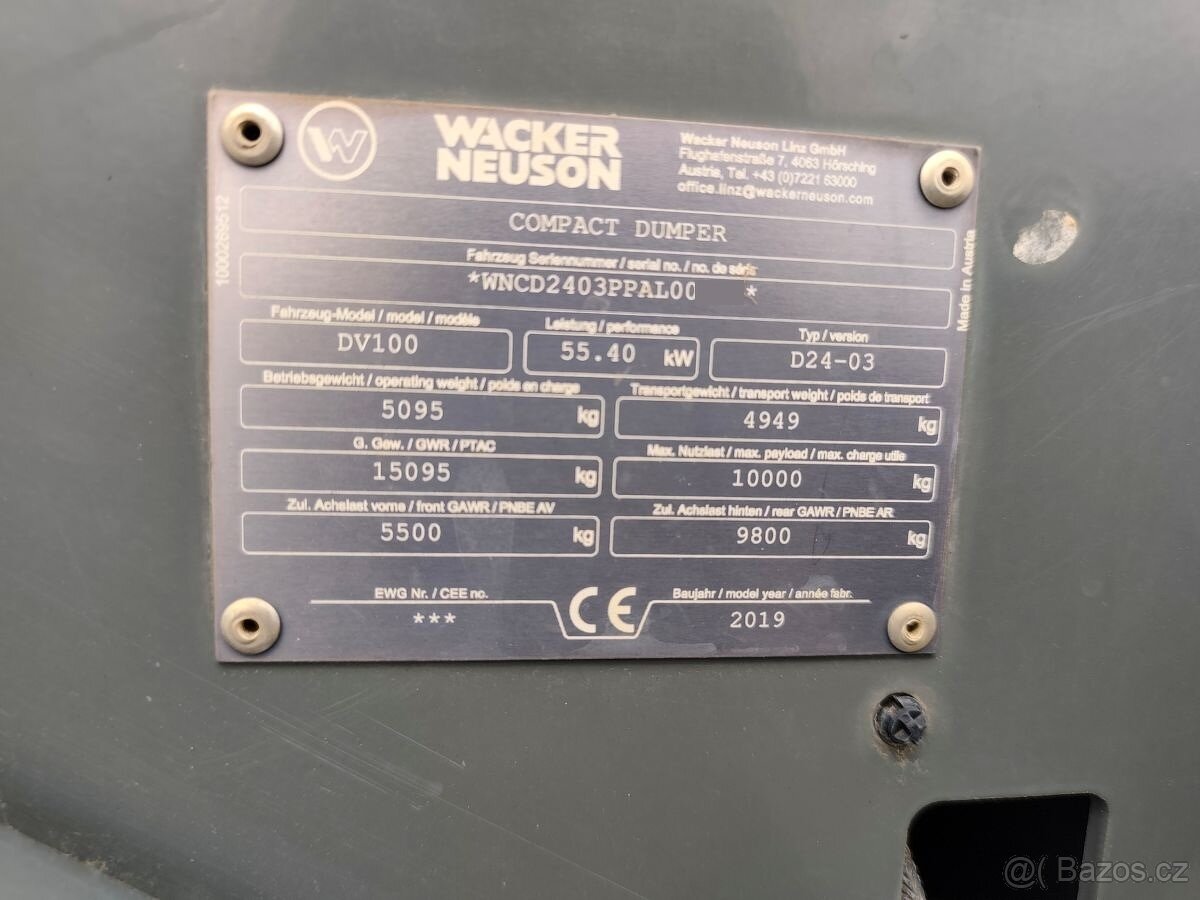 WACKER
NEUSON
Wacker Neuson Linz GmbH
Flughafenstraße 7, 4063 Hörsching
Austria, Tel. +43 (0)7221 63000
office.linz@wackerneuson.com
COMPACT DUMPER
Fahrzeug Seriennummer / serial no. / no. de série
*WNCD2403PPAL00 *
Fahrzeug-Model / model / modèle
DV100
Leistung / performance
55.40 kW
Typ / version
D24-03
Betriebsgewicht / operating weight / poids en charge
5095 kg
Transportgewicht / transport weight / poids de transport
4949 kg
G. Gew. / GWR / PTAC
15095 kg
Max. Nutzlast / max. payload / max. charge utile
10000 kg
Zul. Achslast vorne / front GAWR / PNBE AV
5500 kg
Zul. Achslast hinten / rear GAWR / PNBE AR
9800 kg
EWG Nr. / CEE no.
***
CE
Baujahr / model year / année fabr.
2019
1000269512
Made in Austria
Bazos.cz